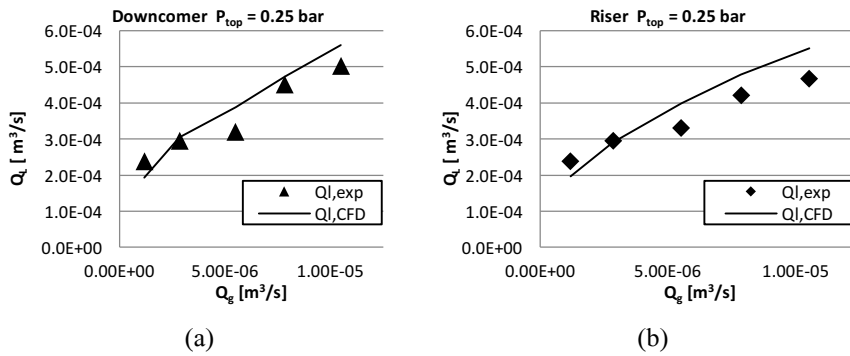 Downcomer P_top = 0.25 bar
6.0E-04
5.0E-04
4.0E-04
3.0E-04
2.0E-04
1.0E-04
0.0E+00
Q_L [ m³/s]
Ql,exp
Ql,CFD
0.00E+00 5.00E-06 1.00E-05
Q_g [m³/s]
(a)
Riser P_top = 0.25 bar
6.0E-04
5.0E-04
4.0E-04
3.0E-04
2.0E-04
1.0E-04
0.0E+00
Q_L [ m³/s]
Ql,exp
Ql,CFD
0.00E+00 5.00E-06 1.00E-05
Q_g [m³/s]
(b)